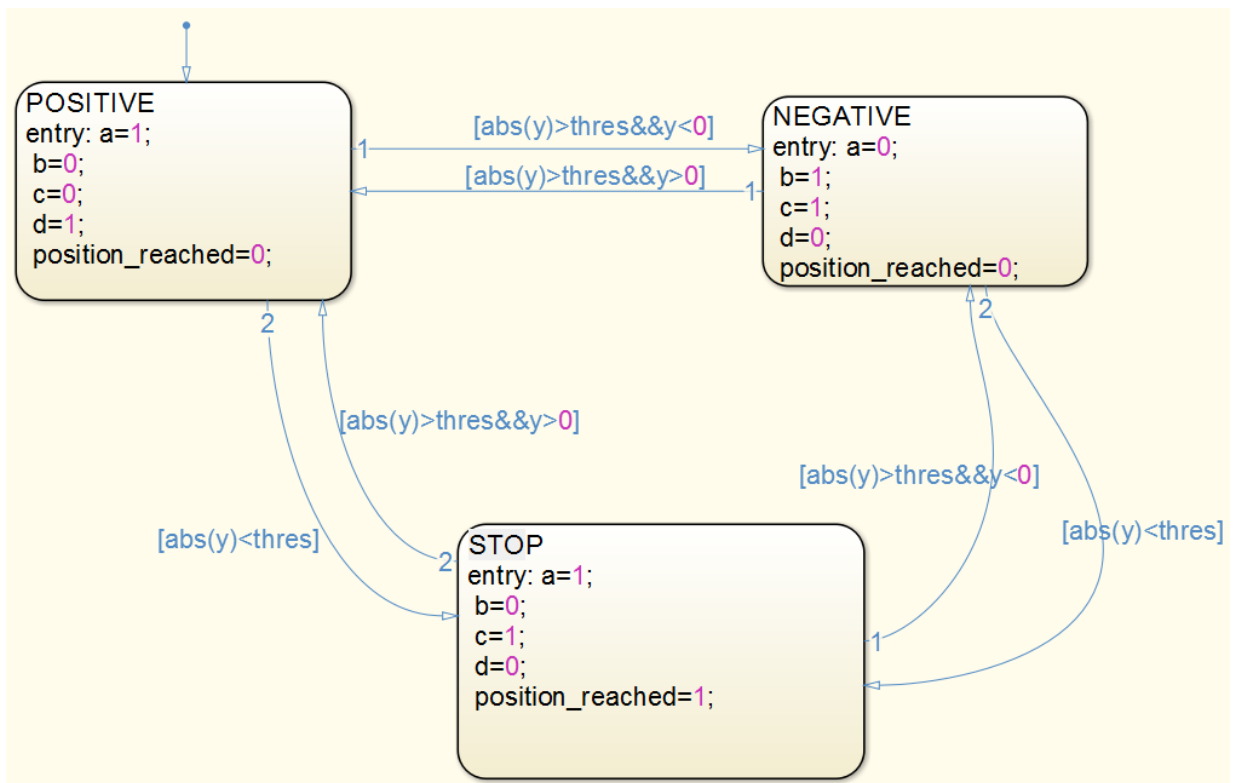 POSITIVE
entry: a=1;
b=0;
c=0;
d=1;
position_reached=0;
1
[abs(y)>thres&&y<0]
[abs(y)>thres&&y>0]
1
NEGATIVE
entry: a=0;
b=1;
c=1;
d=0;
position_reached=0;
2
2
[abs(y)>thres&&y>0]
[abs(y)>thres&&y<0]
[abs(y)<thres]
[abs(y)<thres]
STOP
entry: a=1;
b=0;
c=1;
d=0;
position_reached=1;
2
1